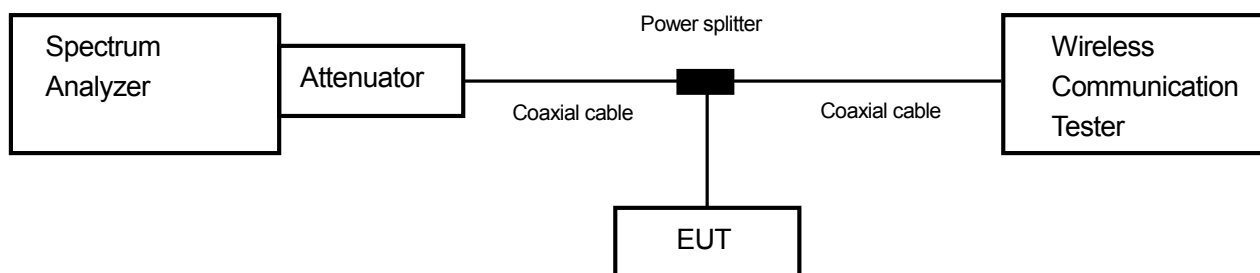 Spectrum
Analyzer
Attenuator
Power splitter
Coaxial cable
Coaxial cable
Wireless
Communication
Tester
EUT